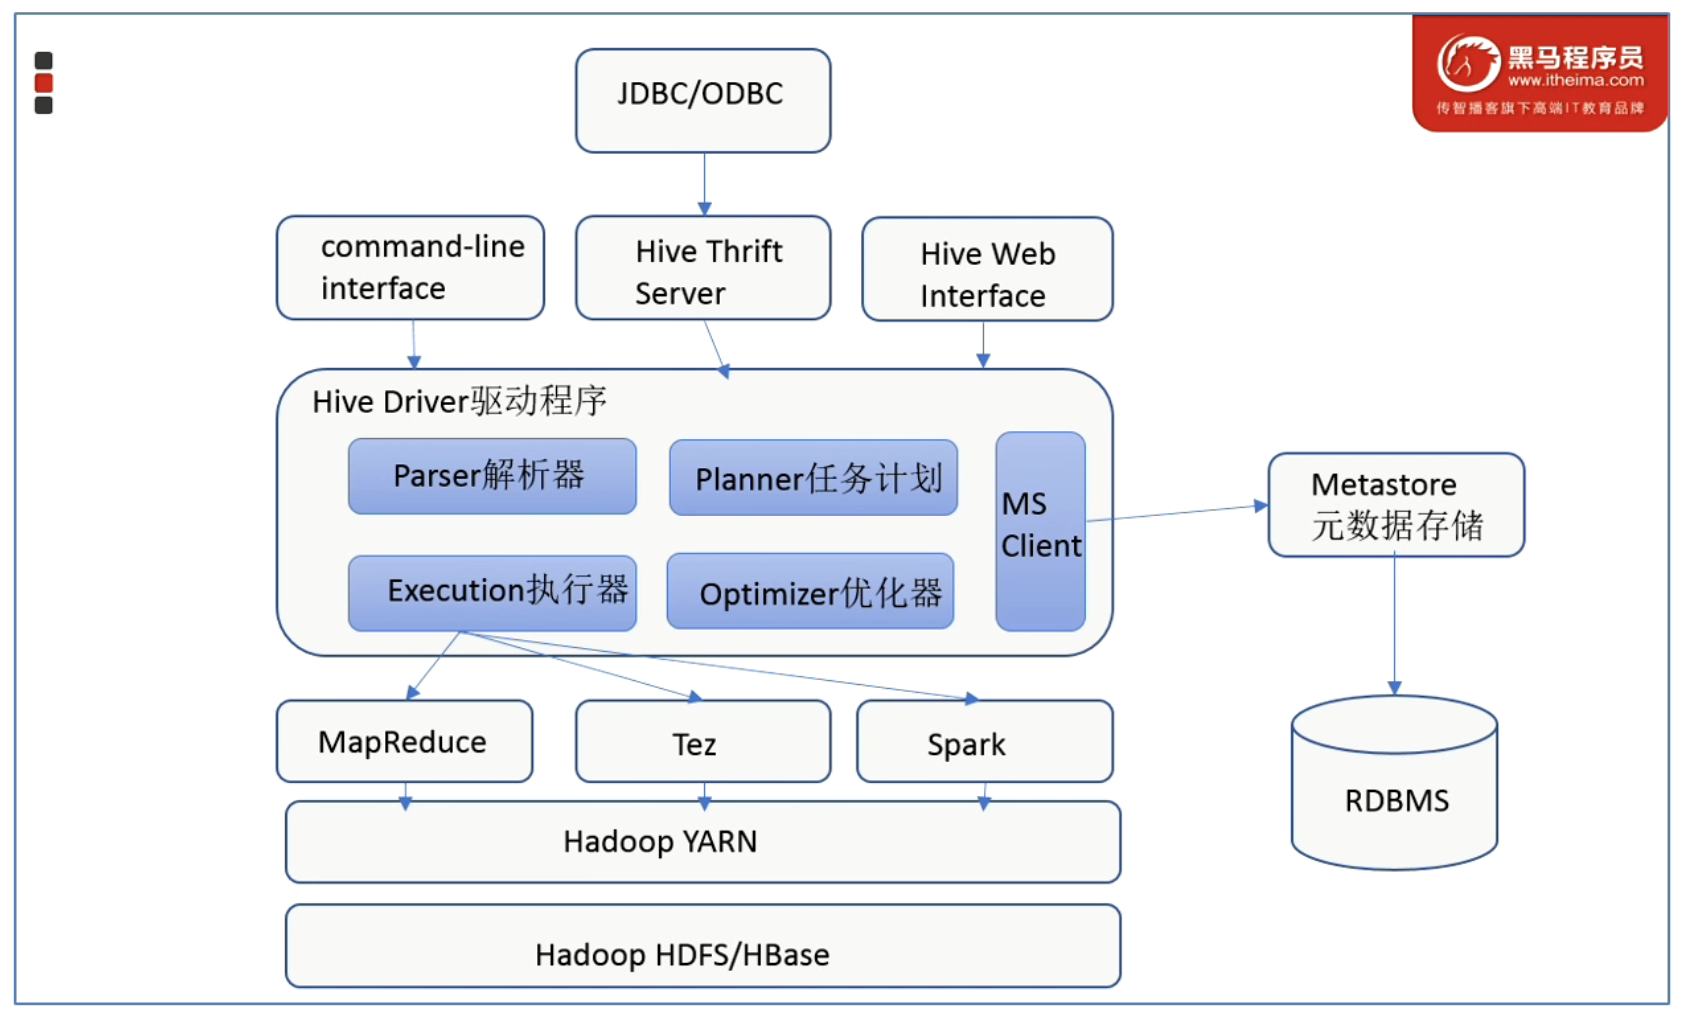 黑马程序员
www.itheima.com
传智播客旗下高端IT教育品牌
JDBC/ODBC
command-line
interface
Hive Thrift
Server
Hive Web
Interface
Hive Driver驱动程序
Parser解析器
Planner任务计划
MS
Client
Execution执行器
Optimizer优化器
Metastore
元数据存储
MapReduce
Tez
Spark
RDBMS
Hadoop YARN
Hadoop HDFS/HBase